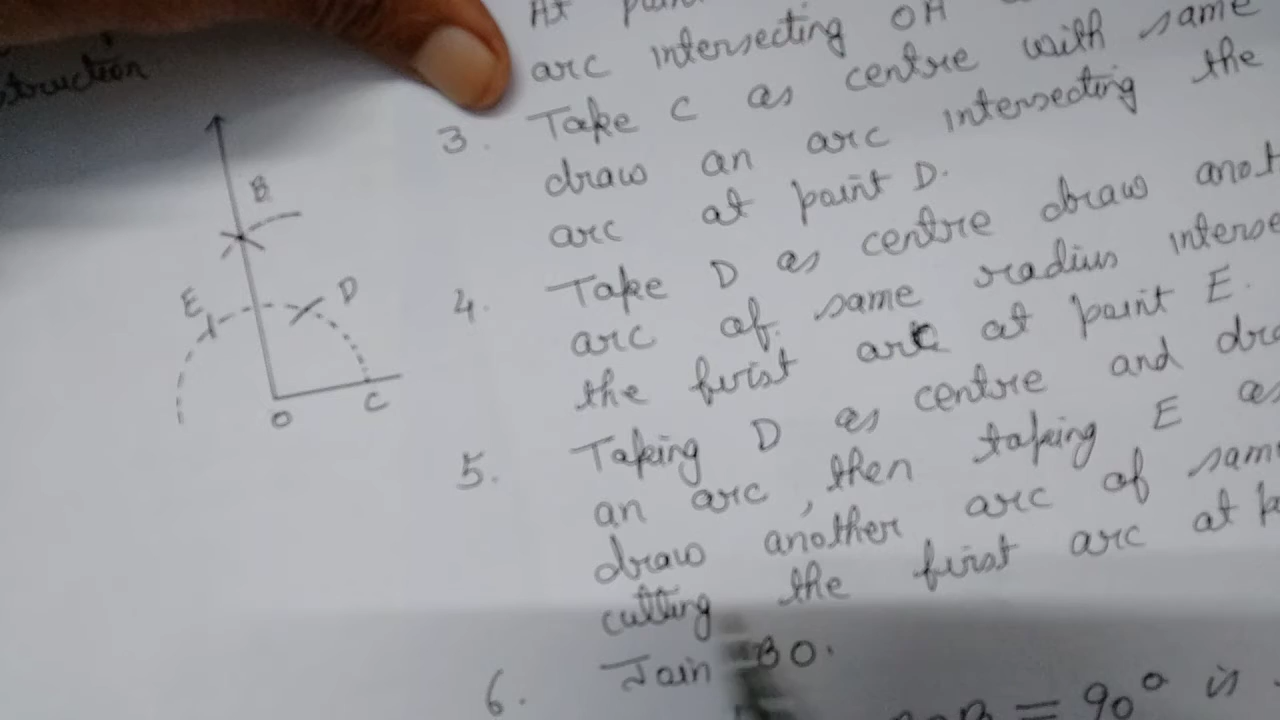 struction
arc intersecting OA
3. Take C as centre with same
draw an arc intersecting the
arc at point D.
4. Take D as centre draw anot
arc of same radius interse
the first arc at point E.
5. Taking D as centre and dra
an arc, then taking E as
draw another arc of sam
cutting the first arc at p
6. Join BO.
= 90° is
B
E
D
O
C